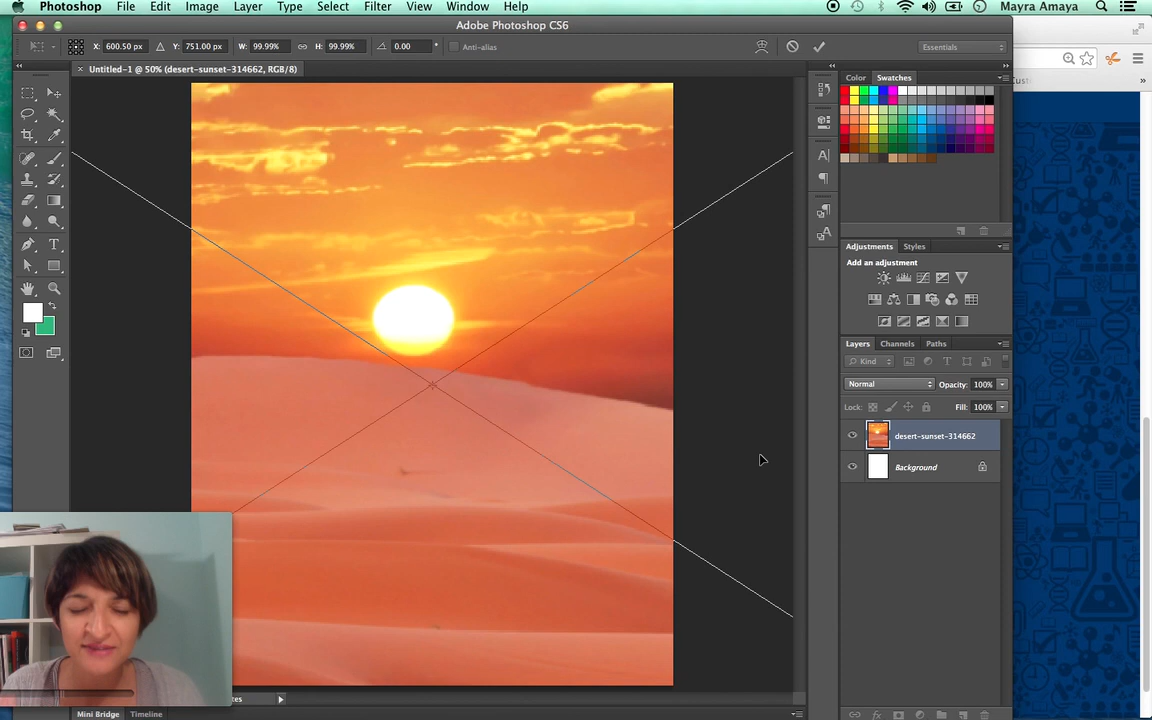 Photoshop File Edit Image Layer Type Select Filter View Window Help Mayra Amaya
Adobe Photoshop CS6
X: 600.50 px Y: 751.00 px W: 99.99% H: 99.99% 0.00 ° Anti-alias Essentials
× Untitled-1 @ 50% (desert-sunset-314662, RGB/8)
Color Swatches
Adjustments Styles
Add an adjustment
Layers Channels Paths
Kind
Normal Opacity: 100%
Lock: Fill: 100%
desert-sunset-314662
Background
Mini Bridge Timeline